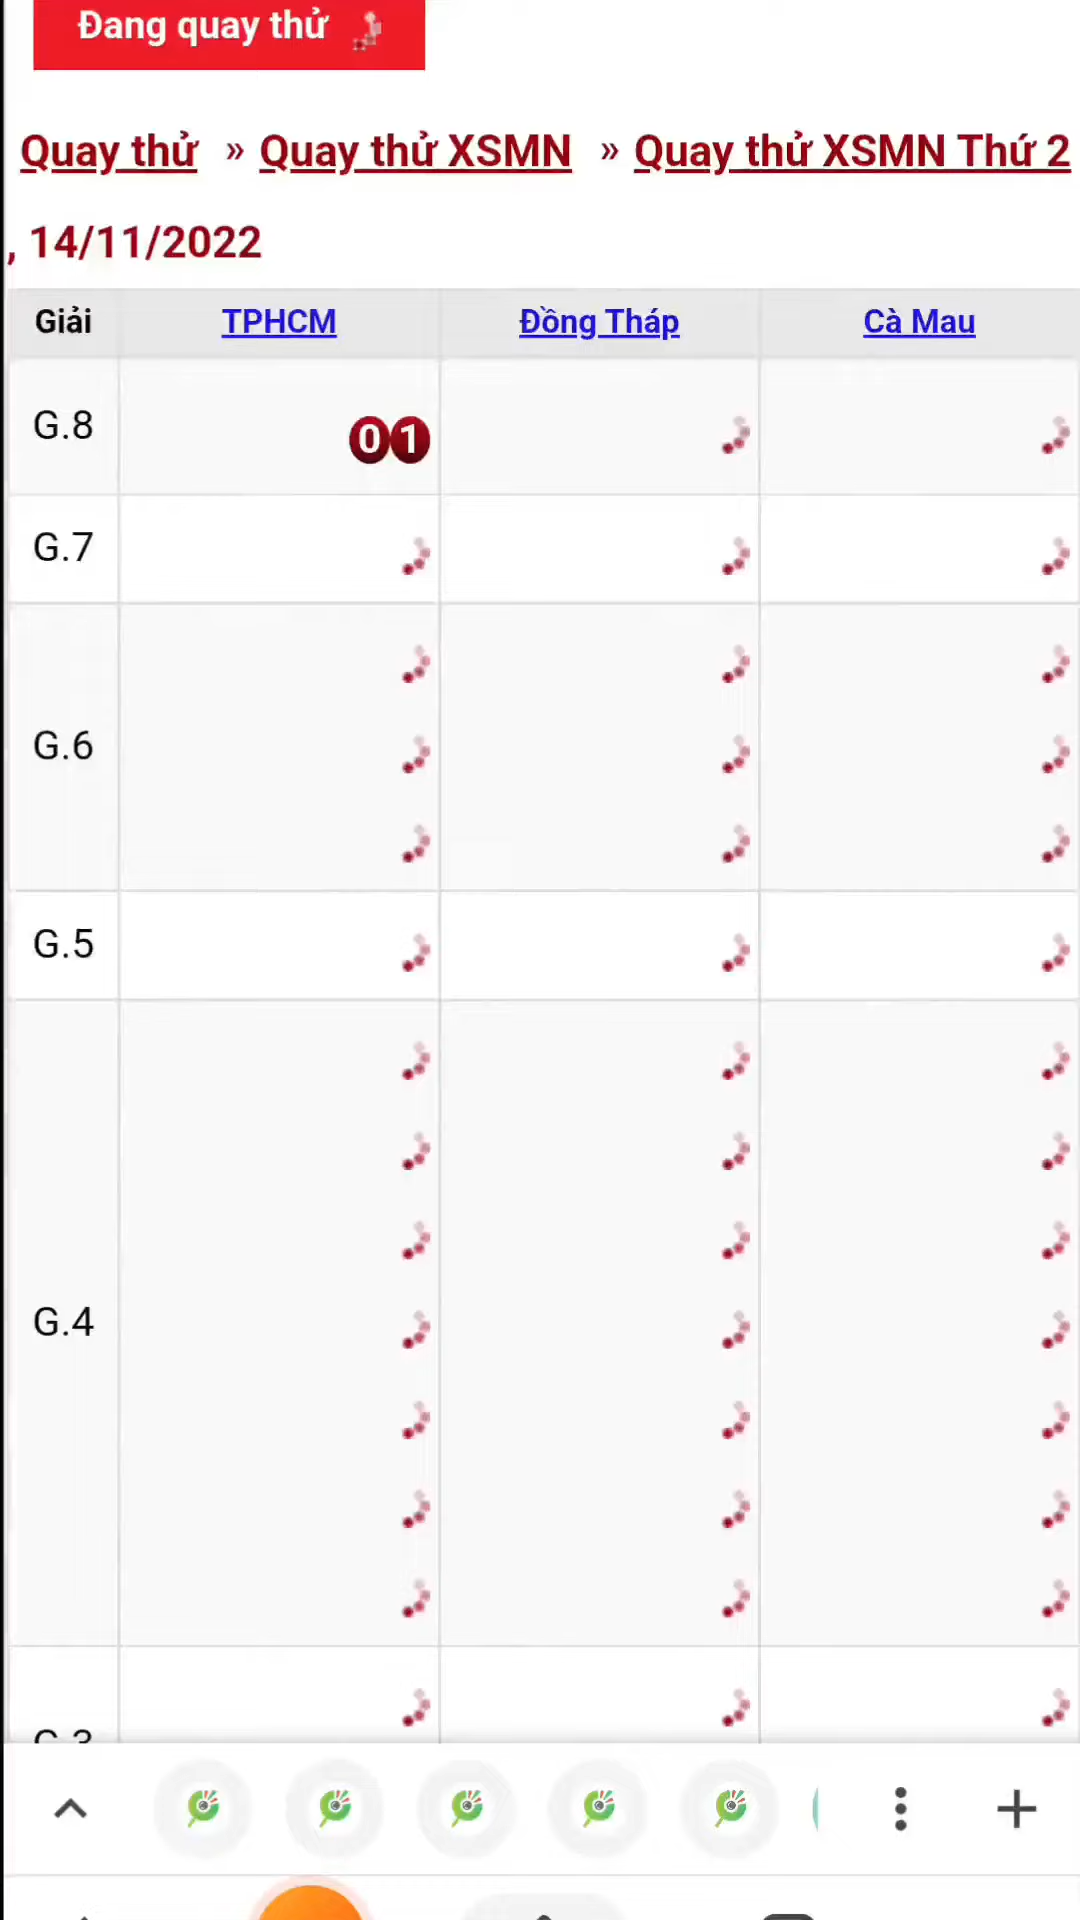 Đang quay thử
Quay thử » Quay thử XSMN » Quay thử XSMN Thứ 2
, 14/11/2022
Giải TPHCM Đồng Tháp Cà Mau
G.8 01
G.7
G.6
G.5
G.4
G.3